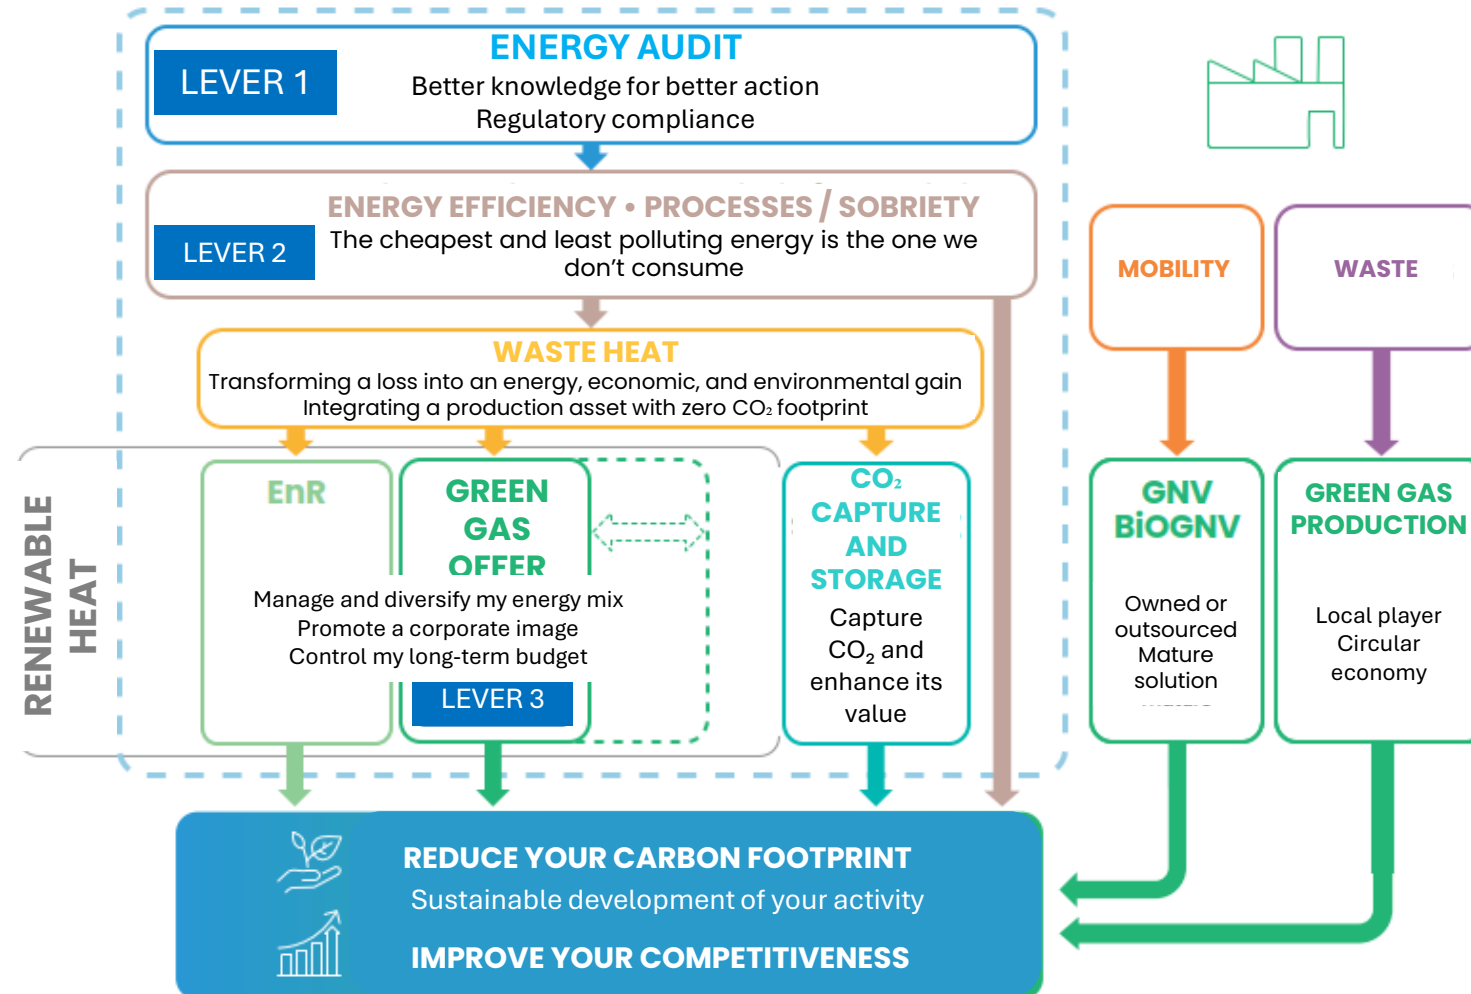 ENERGY AUDIT
LEVER 1
Better knowledge for better action
Regulatory compliance
ENERGY EFFICIENCY • PROCESSES / SOBRIETY
LEVER 2
The cheapest and least polluting energy is the one we
don't consume
MOBILITY
WASTE
WASTE HEAT
Transforming a loss into an energy, economic, and environmental gain
Integrating a production asset with zero CO₂ footprint
RENEWABLE
HEAT
EnR
GREEN
GAS
OFFER
Manage and diversify my energy mix
Promote a corporate image
Control my long-term budget
LEVER 3
CO₂
CAPTURE
AND
STORAGE
Capture
CO₂ and
enhance its
value
GNV
BiOGNV
Owned or
outsourced
Mature
solution
GREEN GAS
PRODUCTION
Local player
Circular
economy
REDUCE YOUR CARBON FOOTPRINT
Sustainable development of your activity
IMPROVE YOUR COMPETITIVENESS